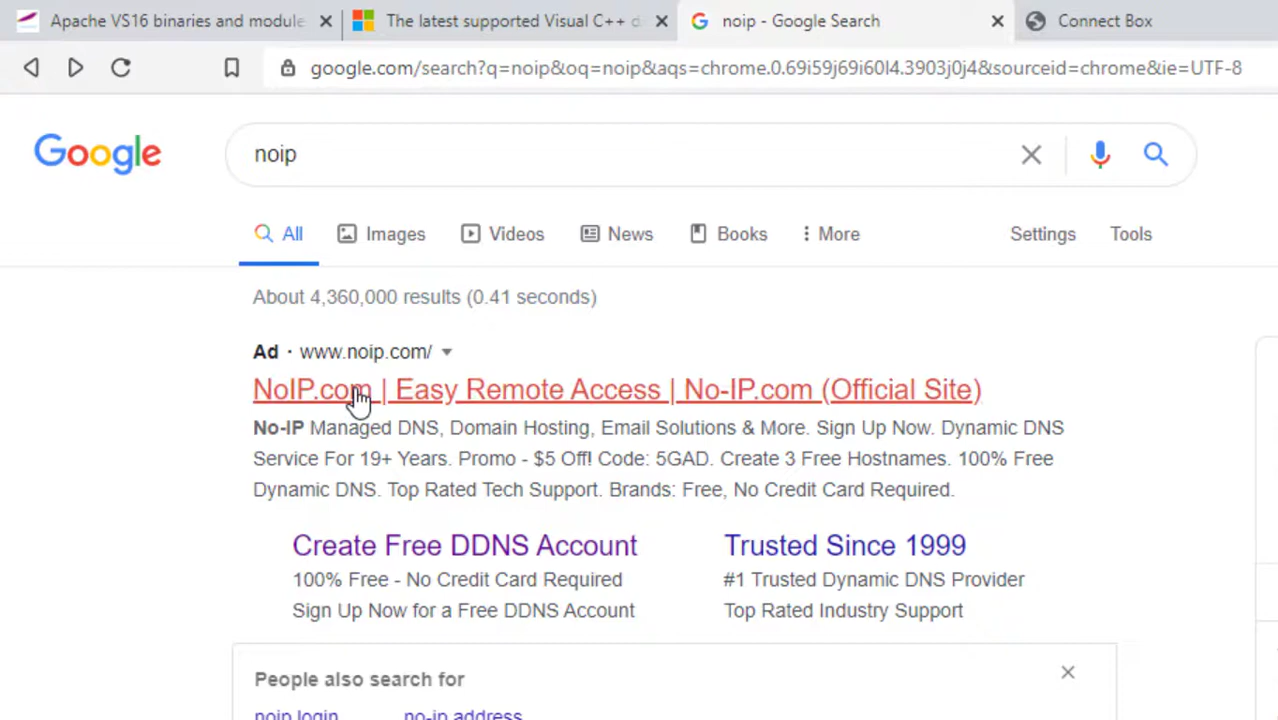 Apache VS16 binaries and module
The latest supported Visual C++ d
noip - Google Search
Connect Box
google.com/search?q=noip&oq=noip&aqs=chrome.0.69i59j69i60l4.3903j0j4&sourceid=chrome&ie=UTF-8
Google
noip
All
Images
Videos
News
Books
More
Settings
Tools
About 4,360,000 results (0.41 seconds)
Ad · www.noip.com/
NoIP.com | Easy Remote Access | No-IP.com (Official Site)
No-IP Managed DNS, Domain Hosting, Email Solutions & More. Sign Up Now. Dynamic DNS
Service For 19+ Years. Promo - $5 Off! Code: 5GAD. Create 3 Free Hostnames. 100% Free
Dynamic DNS. Top Rated Tech Support. Brands: Free, No Credit Card Required.
Create Free DDNS Account
100% Free - No Credit Card Required
Sign Up Now for a Free DDNS Account
Trusted Since 1999
#1 Trusted Dynamic DNS Provider
Top Rated Industry Support
People also search for
noip login
no-ip address